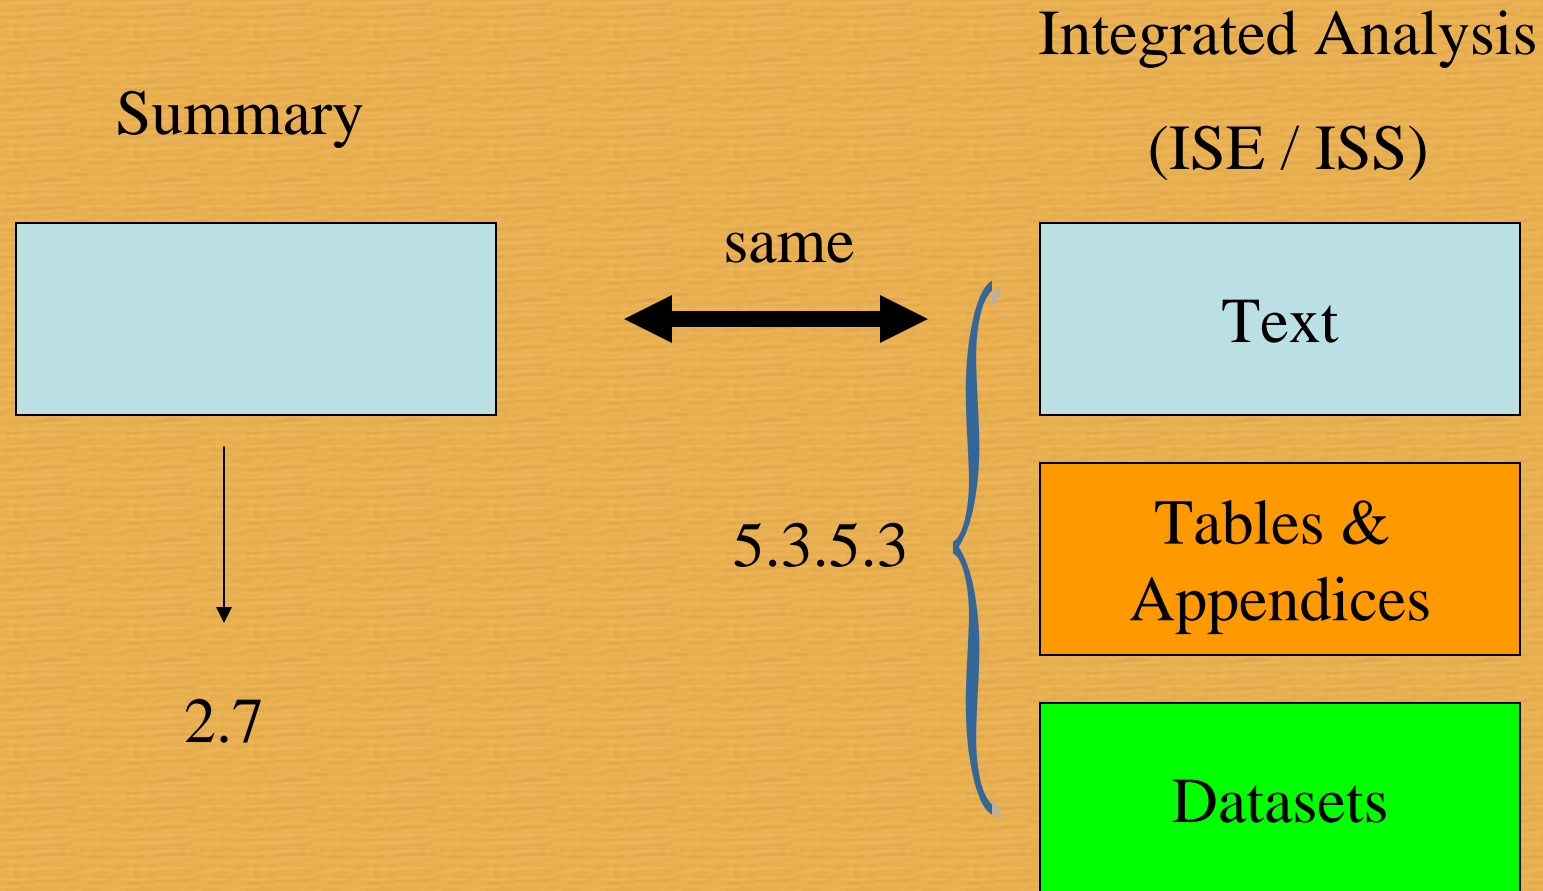 Integrated Analysis
Summary
(ISE / ISS)
same
Text
Tables &
5.3.5.3
Appendices
2.7
Datasets